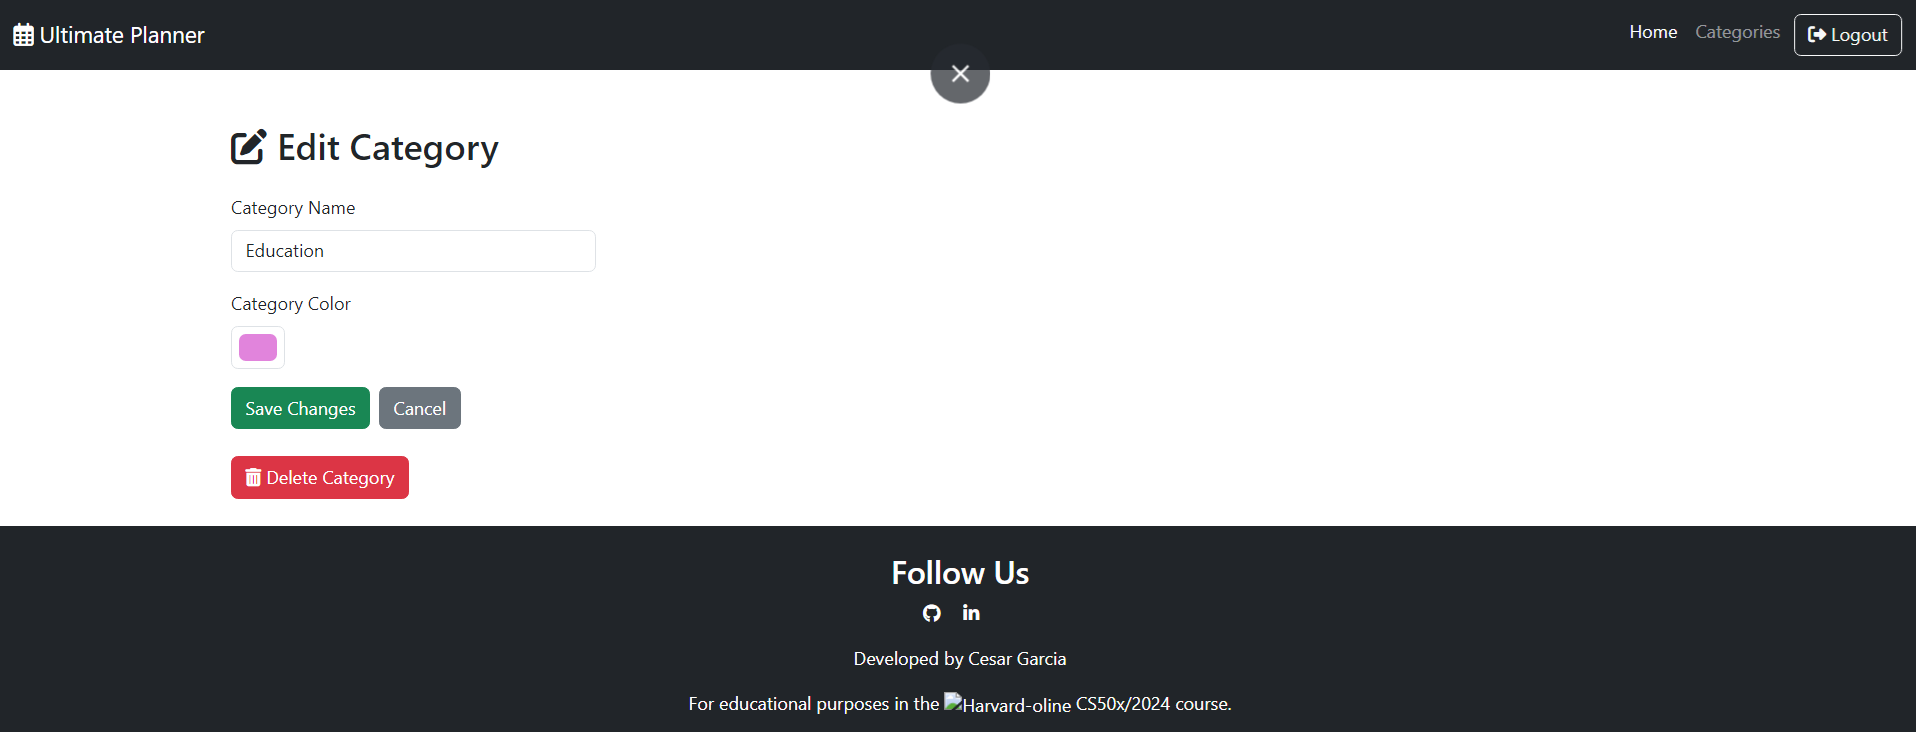 Ultimate Planner
Home Categories Logout
Edit Category
Category Name
Education
Category Color
Save Changes Cancel
Delete Category
Follow Us
Developed by Cesar Garcia
For educational purposes in the Harvard-oline CS50x/2024 course.